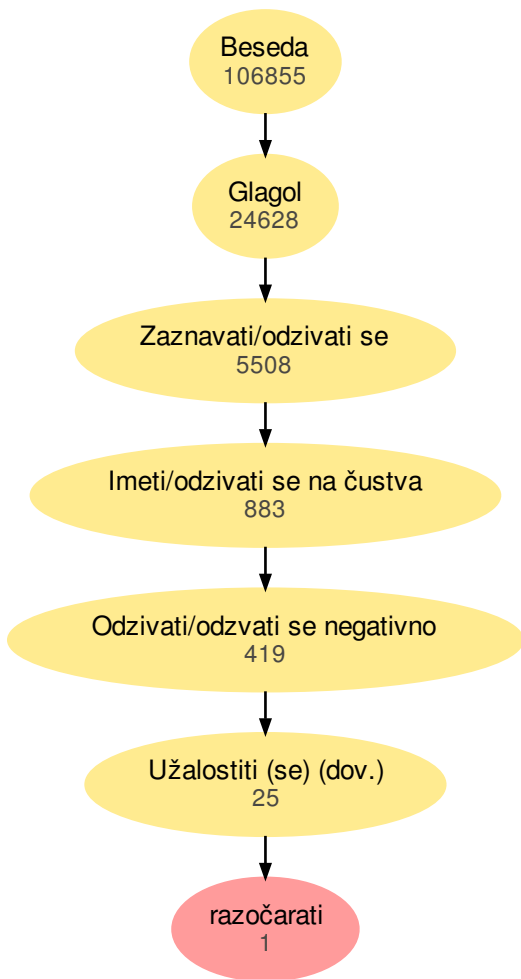 Beseda
106855
Glagol
24628
Zaznavati/odzivati se
5508
Imeti/odzivati se na čustva
883
Odzivati/odzvati se negativno
419
Užalostiti (se) (dov.)
25
razočarati
1